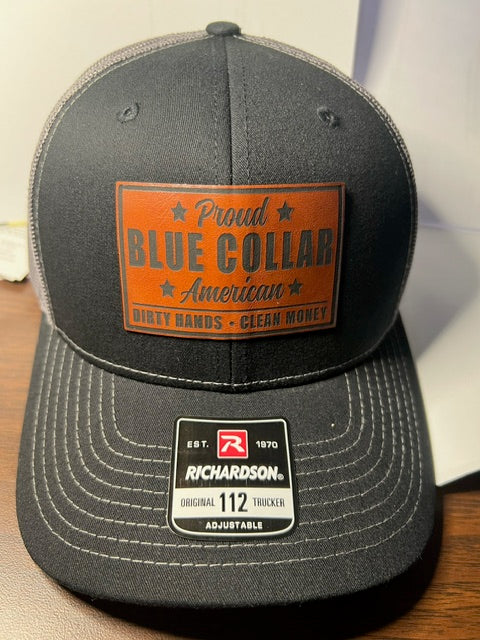 Proud
BLUE COLLAR
American
DIRTY HANDS • CLEAN MONEY
EST. R 1970
RICHARDSON®
ORIGINAL 112 TRUCKER
ADJUSTABLE